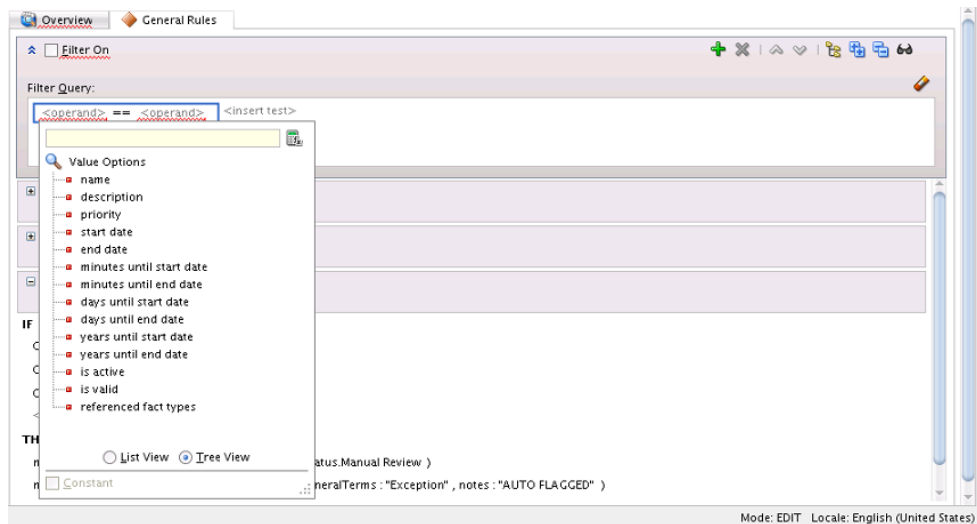 Overview General Rules
Filter On
Filter Query:
<operand> == <operand> <insert test>
Value Options
name
description
priority
start date
end date
minutes until start date
minutes until end date
days until start date
days until end date
years until start date
years until end date
is active
is valid
referenced fact types
IF
TH
List View Tree View
atus.Manual Review )
Constant
neralTerms : "Exception" , notes : "AUTO FLAGGED" )
Mode: EDIT Locale: English (United States)